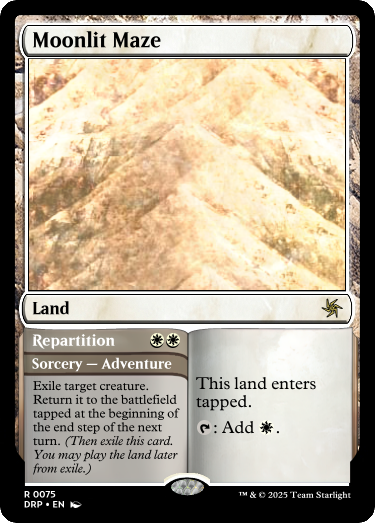 Moonlit Maze
Land
Repartition
Sorcery — Adventure
Exile target creature.
Return it to the battlefield
tapped at the beginning of
the end step of the next
turn. (Then exile this card.
You may play the land later
from exile.)
This land enters
tapped.
: Add .
R 0075
DRP • EN
™ & © 2025 Team Starlight